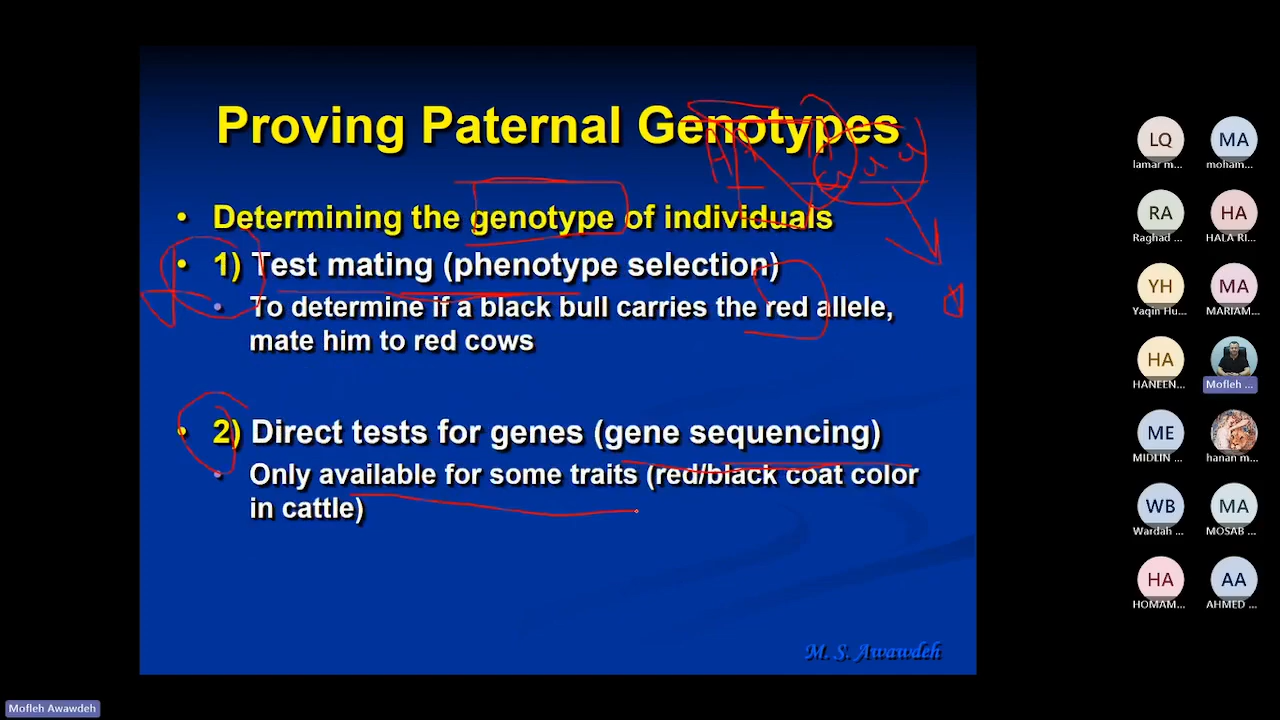 Proving Paternal Genotypes
• Determining the genotype of individuals
• 1) Test mating (phenotype selection)
• To determine if a black bull carries the red allele,
mate him to red cows
• 2) Direct tests for genes (gene sequencing)
• Only available for some traits (red/black coat color
in cattle)
M. S. Awawdeh
LQ
lamar m...
MA
moham...
RA
Raghad ...
HA
HALA RI...
YH
Yaqin Hu...
MA
MARIAM...
HA
HANEEN...
Mofleh ...
ME
MIDEIN ...
hanan m...
WB
Wardah ...
MA
MOSAB ...
HA
HOMAM...
AA
AHMED ...
Mofleh Awawdeh